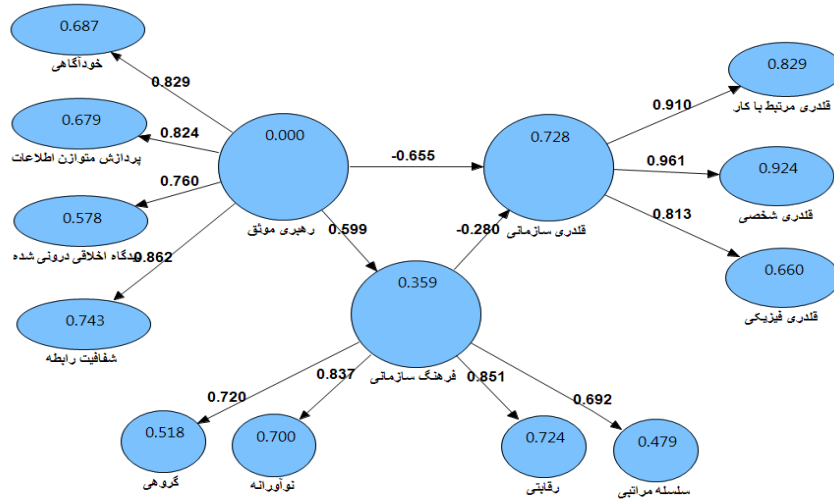 0.687
خودآگاهی
0.829
0.679
پردازش متوازن اطلاعات
0.824
0.578
دیدگاه اخلاقی درونی شده
0.760
0.743
شفافیت رابطه
0.862
0.000
رهبری موثق
-0.655
0.599
0.728
قلدری سازمانی
-0.280
0.910
0.829
قلدری مرتبط با کار
0.961
0.924
قلدری شخصی
0.813
0.660
قلدری فیزیکی
0.359
فرهنگ سازمانی
0.720
0.518
گروهی
0.837
0.700
نوآورانه
0.851
0.724
رقابتی
0.692
0.479
سلسله مراتبی